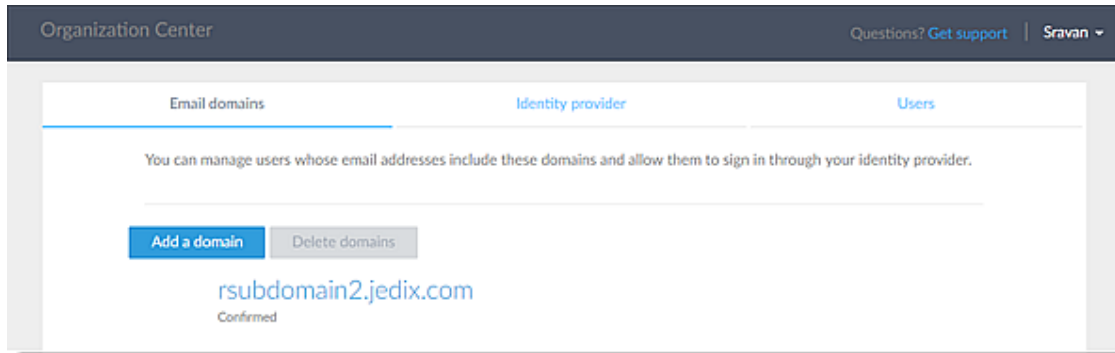 Organization Center
Questions? Get support | Sravan
Email domains
Identity provider
Users
You can manage users whose email addresses include these domains and allow them to sign in through your identity provider.
Add a domain
Delete domains
rsubdomain2.jedix.com
Confirmed